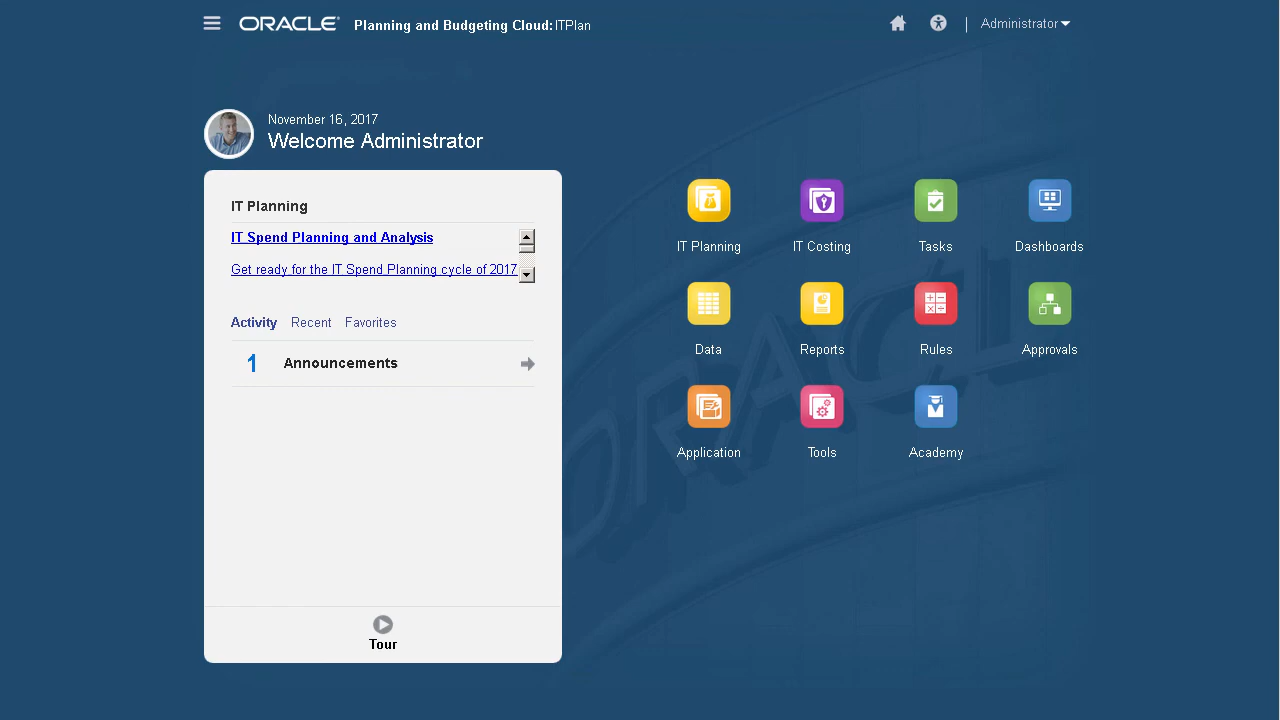 ORACLE Planning and Budgeting Cloud: ITPlan
Administrator
November 16, 2017
Welcome Administrator
IT Planning
IT Spend Planning and Analysis
Get ready for the IT Spend Planning cycle of 2017
Activity Recent Favorites
1 Announcements
Tour
IT Planning IT Costing Tasks Dashboards
Data Reports Rules Approvals
Application Tools Academy
ORACL